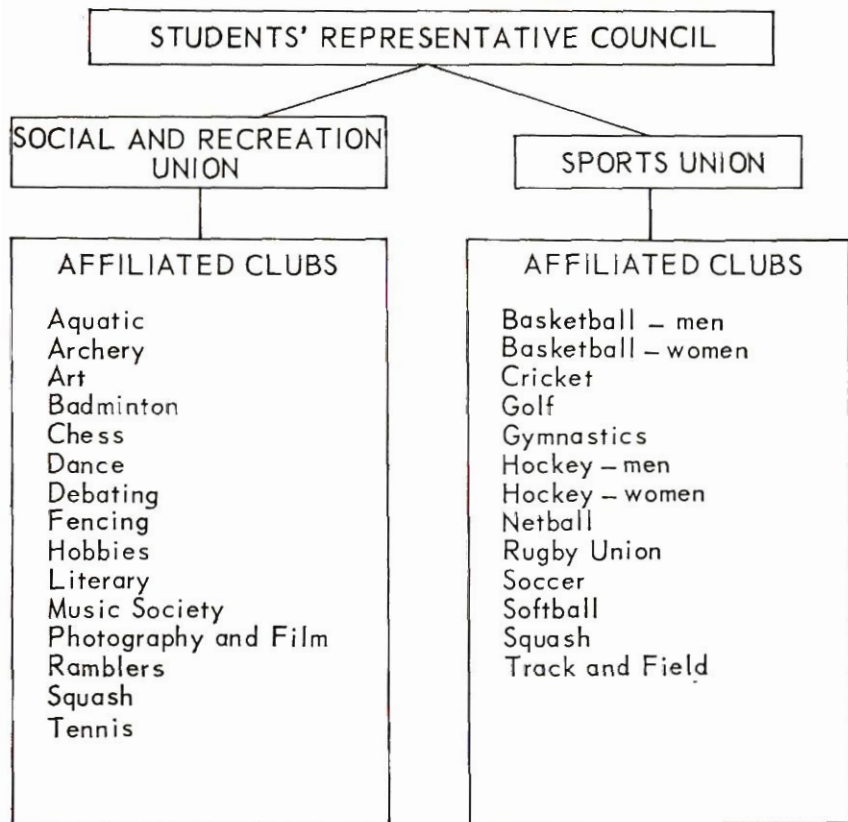 STUDENTS' REPRESENTATIVE COUNCIL
SOCIAL AND RECREATION
UNION
SPORTS UNION
AFFILIATED CLUBS
Aquatic
Archery
Art
Badminton
Chess
Dance
Debating
Fencing
Hobbies
Literary
Music Society
Photography and Film
Ramblers
Squash
Tennis
AFFILIATED CLUBS
Basketball – men
Basketball – women
Cricket
Golf
Gymnastics
Hockey – men
Hockey – women
Netball
Rugby Union
Soccer
Softball
Squash
Track and Field